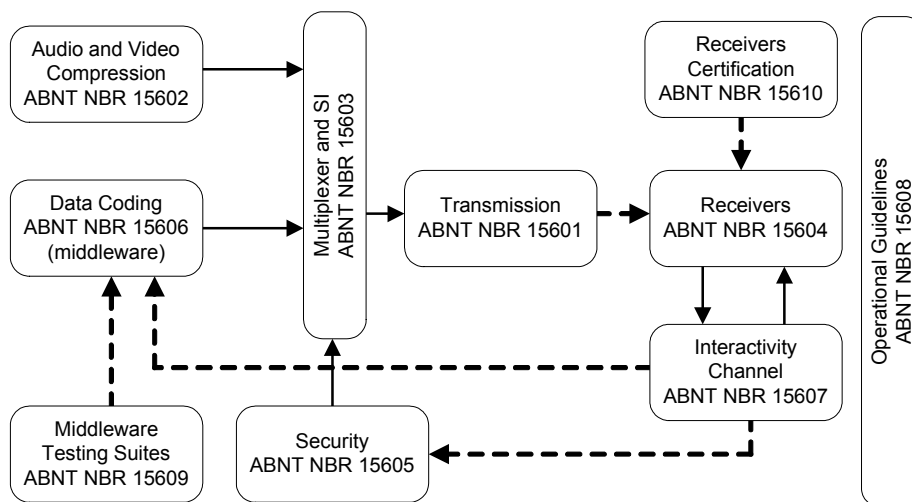 Audio and Video
Compression
ABNT NBR 15602
Multiplexer and SI
ABNT NBR 15603
Receivers
Certification
ABNT NBR 15610
Operational Guidelines
ABNT NBR 15608
Data Coding
ABNT NBR 15606
(middleware)
Transmission
ABNT NBR 15601
Receivers
ABNT NBR 15604
Interactivity
Channel
ABNT NBR 15607
Middleware
Testing Suites
ABNT NBR 15609
Security
ABNT NBR 15605